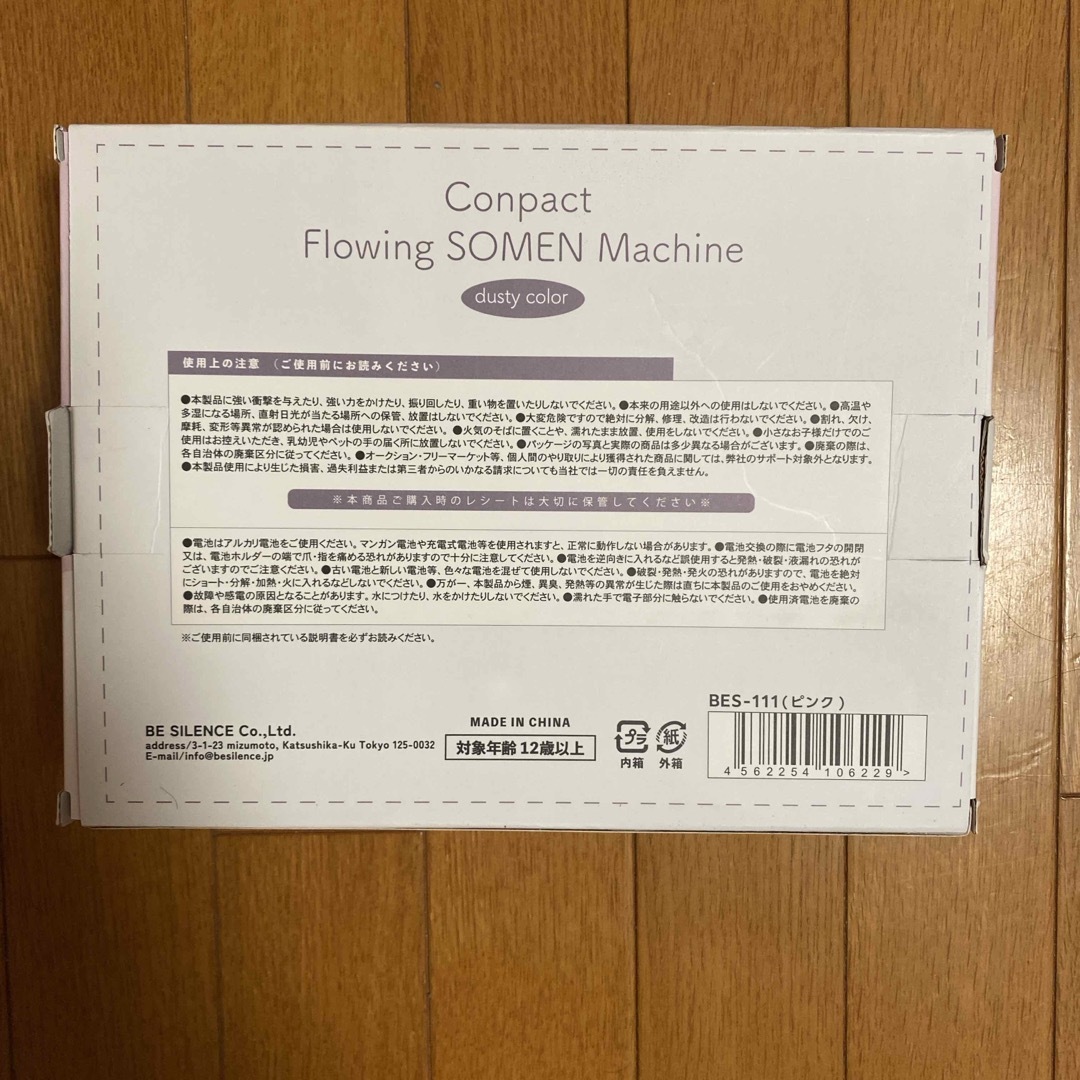 Conpact
Flowing SOMEN Machine
dusty color
使用上の注意 (ご使用前にお読みください)
●本製品に強い衝撃を与えたり、強い力をかけたり、振り回したり、重い物を置いたりしないでください。●本来の用途以外への使用はしないでください。●高温や
多湿になる場所、直射日光が当たる場所への保管、放置はしないでください。●大変危険ですので絶対に分解、修理、改造は行わないでください。●割れ、欠け、
摩耗、変形等異常が認められた場合は使用しないでください。●火気のそばに置くことや、濡れたまま放置、使用をしないでください。●小さなお子様だけでのご
使用はお控えいただき、乳幼児やペットの手の届く所に放置しないでください。●パッケージの写真と実際の商品は多少異なる場合がございます。●廃棄の際は、
各自治体の廃棄区分に従ってください。●オークション・フリーマーケット等、個人間のやり取りにより獲得された商品に関しては、弊社のサポート対象外となります。
●本製品使用により生じた損害、過失利益または第三者からのいかなる請求についても当社では一切の責任を負えません。
※本商品ご購入時のレシートは大切に保管してください※
●電池はアルカリ電池をご使用ください。マンガン電池や充電式電池等を使用されますと、正常に動作しない場合があります。●電池交換の際に電池フタの開閉
又は、電池ホルダーの端で爪・指を痛める恐れがありますので十分に注意してください。●電池を逆向きに入れるなど誤使用すると発熱・破裂・液漏れの恐れが
ございますのでご注意ください。●古い電池と新しい電池等、色々な電池を混ぜて使用しないでください。●破裂・発熱・発火の恐れがありますので、電池を絶対
にショート・分解・加熱・火に入れるなどしないでください。●万が一、本製品から煙、異臭、発熱等の異常が生じた際は直ちに本製品のご使用をおやめください。
●故障や感電の原因となることがあります。水につけたり、水をかけたりしないでください。●濡れた手で電子部分に触らないでください。●使用済電池を廃棄の
際は、各自治体の廃棄区分に従ってください。
※ご使用前に同梱されている説明書を必ずお読みください。
BE SILENCE Co.,Ltd.
address/3-1-23 mizumoto, Katsushika-Ku Tokyo 125-0032
E-mail/info@besilence.jp
MADE IN CHINA
対象年齢 12歳以上
プラ 紙
内箱 外箱
BES-111(ピンク)
4 562254 106229 >